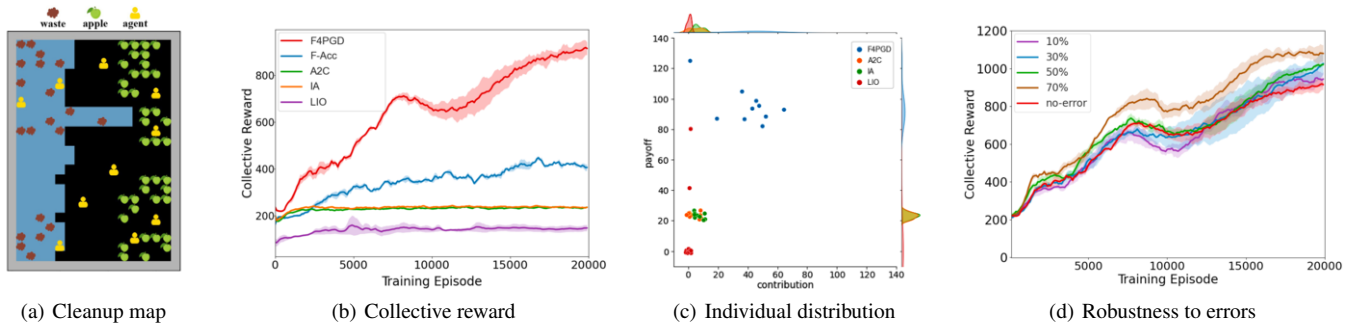 waste apple agent
(a) Cleanup map
F4PGD
F-Acc
A2C
IA
LIO
Collective Reward
800
600
400
200
0 5000 10000 15000 20000
Training Episode
(b) Collective reward
F4PGD
A2C
IA
LIO
payoff
140
120
100
80
60
40
20
0
0 20 40 60 80 100 120 140
contribution
(c) Individual distribution
10%
30%
50%
70%
no-error
Collective Reward
1200
1000
800
600
400
200
0
5000 10000 15000 20000
Training Episode
(d) Robustness to errors